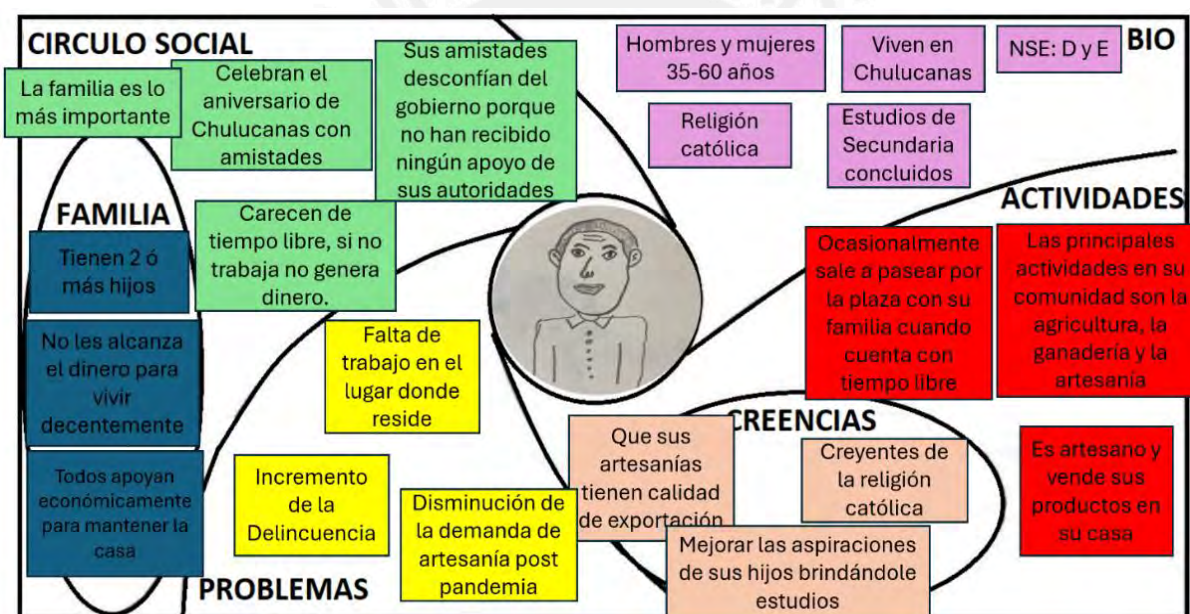 CIRCULO SOCIAL
La familia es lo
más importante
Celebran el
aniversario de
Chulucanas con
amistades
Sus amistades
desconfían del
gobierno porque
no han recibido
ningún apoyo de
sus autoridades
Carecen de
tiempo libre, si no
trabaja no genera
dinero.
BIO
Hombres y mujeres
35-60 años
Viven en
Chulucanas
NSE: D y E
Religión
católica
Estudios de
Secundaria
concluidos
FAMILIA
Tienen 2 ó
más hijos
No les alcanza
el dinero para
vivir
decentemente
Todos apoyan
económicamente
para mantener la
casa
ACTIVIDADES
Ocasionalmente
sale a pasear por
la plaza con su
familia cuando
cuenta con
tiempo libre
Las principales
actividades en su
comunidad son la
agricultura, la
ganadería y la
artesanía
Es artesano y
vende sus
productos en
su casa
PROBLEMAS
Falta de
trabajo en el
lugar donde
reside
Incremento
de la
Delincuencia
Disminución de
la demanda de
artesanía post
pandemia
CREENCIAS
Que sus
artesanías
tienen calidad
de exportación
Creyentes de
la religión
católica
Mejorar las aspiraciones
de sus hijos brindándole
estudios